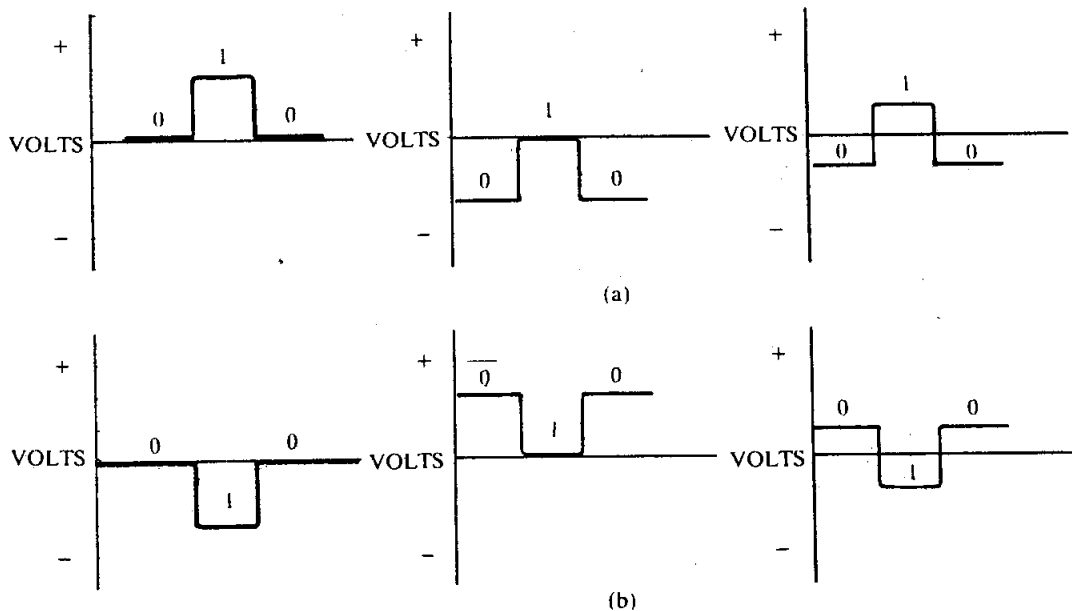 + 1 0 0 VOLTS −
+ 1 VOLTS 0 0 −
+ 1 VOLTS 0 0 −
(a)
+ 0 0 VOLTS 1 −
+ 0 0 1 VOLTS −
+ 0 0 VOLTS 1 −
(b)